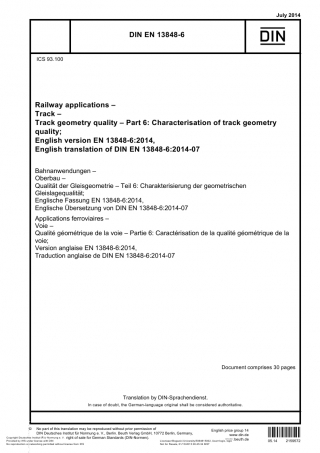 July 2014
DIN EN 13848-6
DIN
ICS 93.100
Railway applications –
Track –
Track geometry quality – Part 6: Characterisation of track geometry
quality;
English version EN 13848-6:2014,
English translation of DIN EN 13848-6:2014-07
Bahnanwendungen –
Oberbau –
Qualität der Gleisgeometrie – Teil 6: Charakterisierung der geometrischen
Gleislagequalität;
Englische Fassung EN 13848-6:2014,
Englische Übersetzung von DIN EN 13848-6:2014-07
Applications ferroviaires –
Voie –
Qualité géométrique de la voie – Partie 6: Caractérisation de la qualité géométrique de la
voie;
Version anglaise EN 13848-6:2014,
Traduction anglaise de DIN EN 13848-6:2014-07
Document comprises 30 pages
Translation by DIN-Sprachendienst.
In case of doubt, the German-language original shall be considered authoritative.
No part of this translation may be reproduced without prior permission of
DIN Deutsches Institut für Normung e. V., Berlin. Beuth Verlag GmbH, 10772 Berlin, Germany,
right of sale for German Standards (DIN-Normen).
English price group 14
www.din.de
www.beuth.de